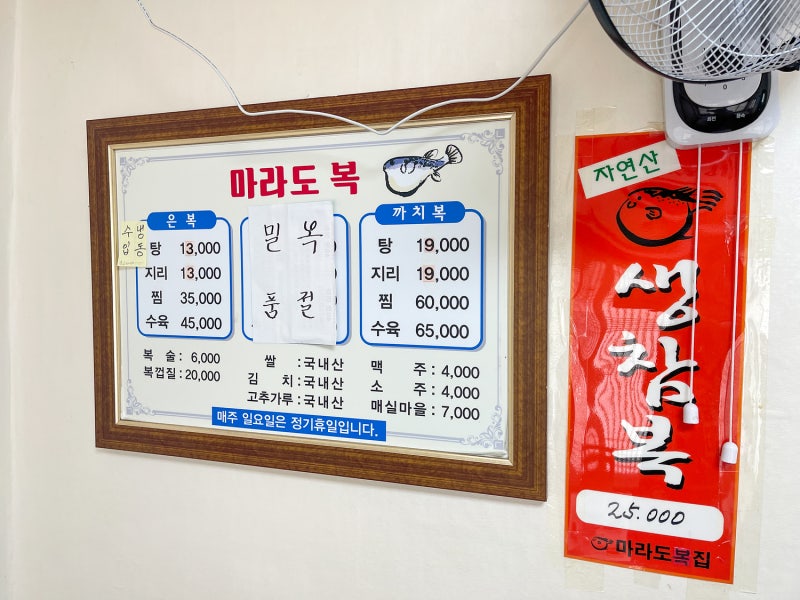 마라도 복
은 복
탕 13,000
지리 13,000
찜 35,000
수육 45,000
수입 냉동
밀복
품절
까치복
탕 19,000
지리 19,000
찜 60,000
수육 65,000
복 술 : 6,000
복껍질 : 20,000
쌀 : 국내산
김 치 : 국내산
고추가루 : 국내산
맥 주 : 4,000
소 주 : 4,000
매실마을 : 7,000
매주 일요일은 정기휴일입니다.
자연산
생참복
25.000
마라도복집